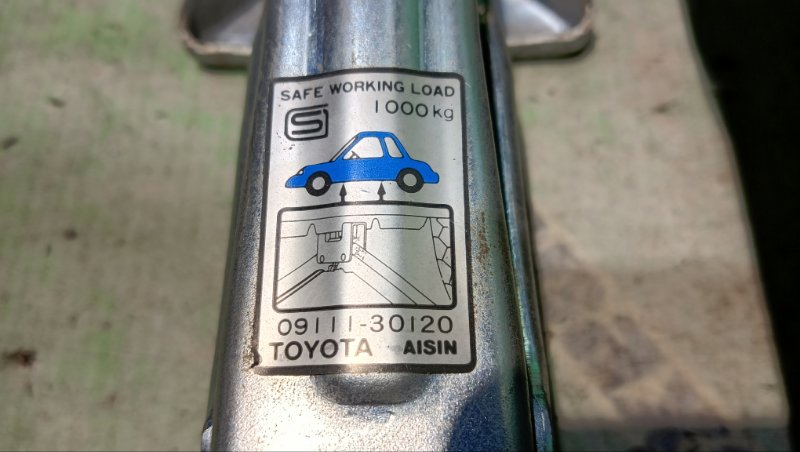 SAFE WORKING LOAD
1000kg
09111-30120
TOYOTA AISIN